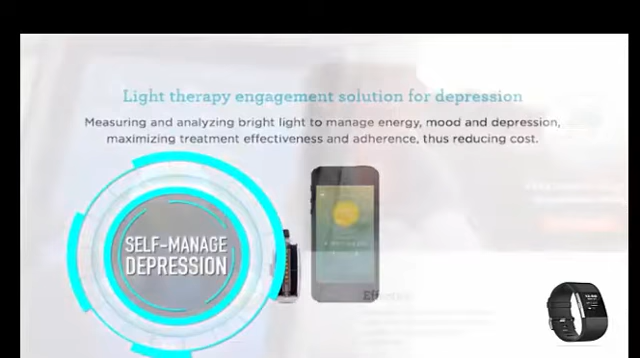 Light therapy engagement solution for depression
Measuring and analyzing bright light to manage energy, mood and depression,
maximizing treatment effectiveness and adherence, thus reducing cost.
SELF-MANAGE
DEPRESSION